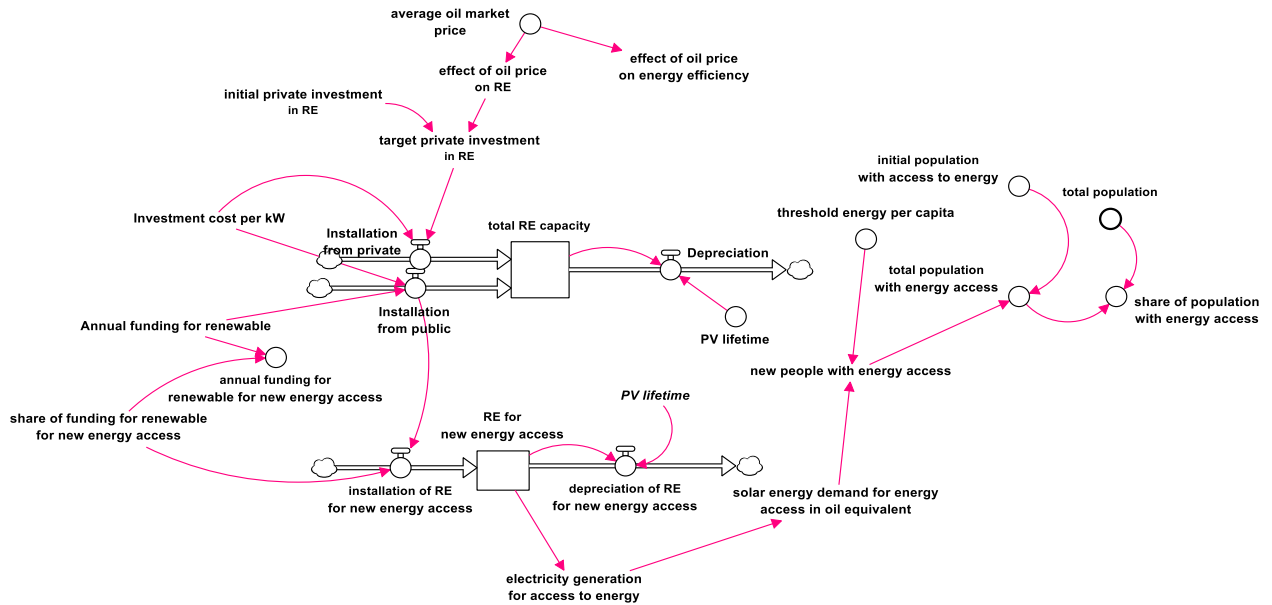 average oil market
price
effect of oil price
on energy efficiency
effect of oil price
on RE
initial private investment
in RE
target private investment
in RE
initial population
with access to energy
total population
Investment cost per kW
Installation
from private
total RE capacity
threshold energy per capita
Depreciation
total population
with energy access
share of population
with energy access
Installation
from public
Annual funding for renewable
PV lifetime
annual funding for
renewable for new energy access
new people with energy access
share of funding for renewable
for new energy access
PV lifetime
RE for
new energy access
installation of RE
for new energy access
depreciation of RE
for new energy access
solar energy demand for energy
access in oil equivalent
electricity generation
for access to energy